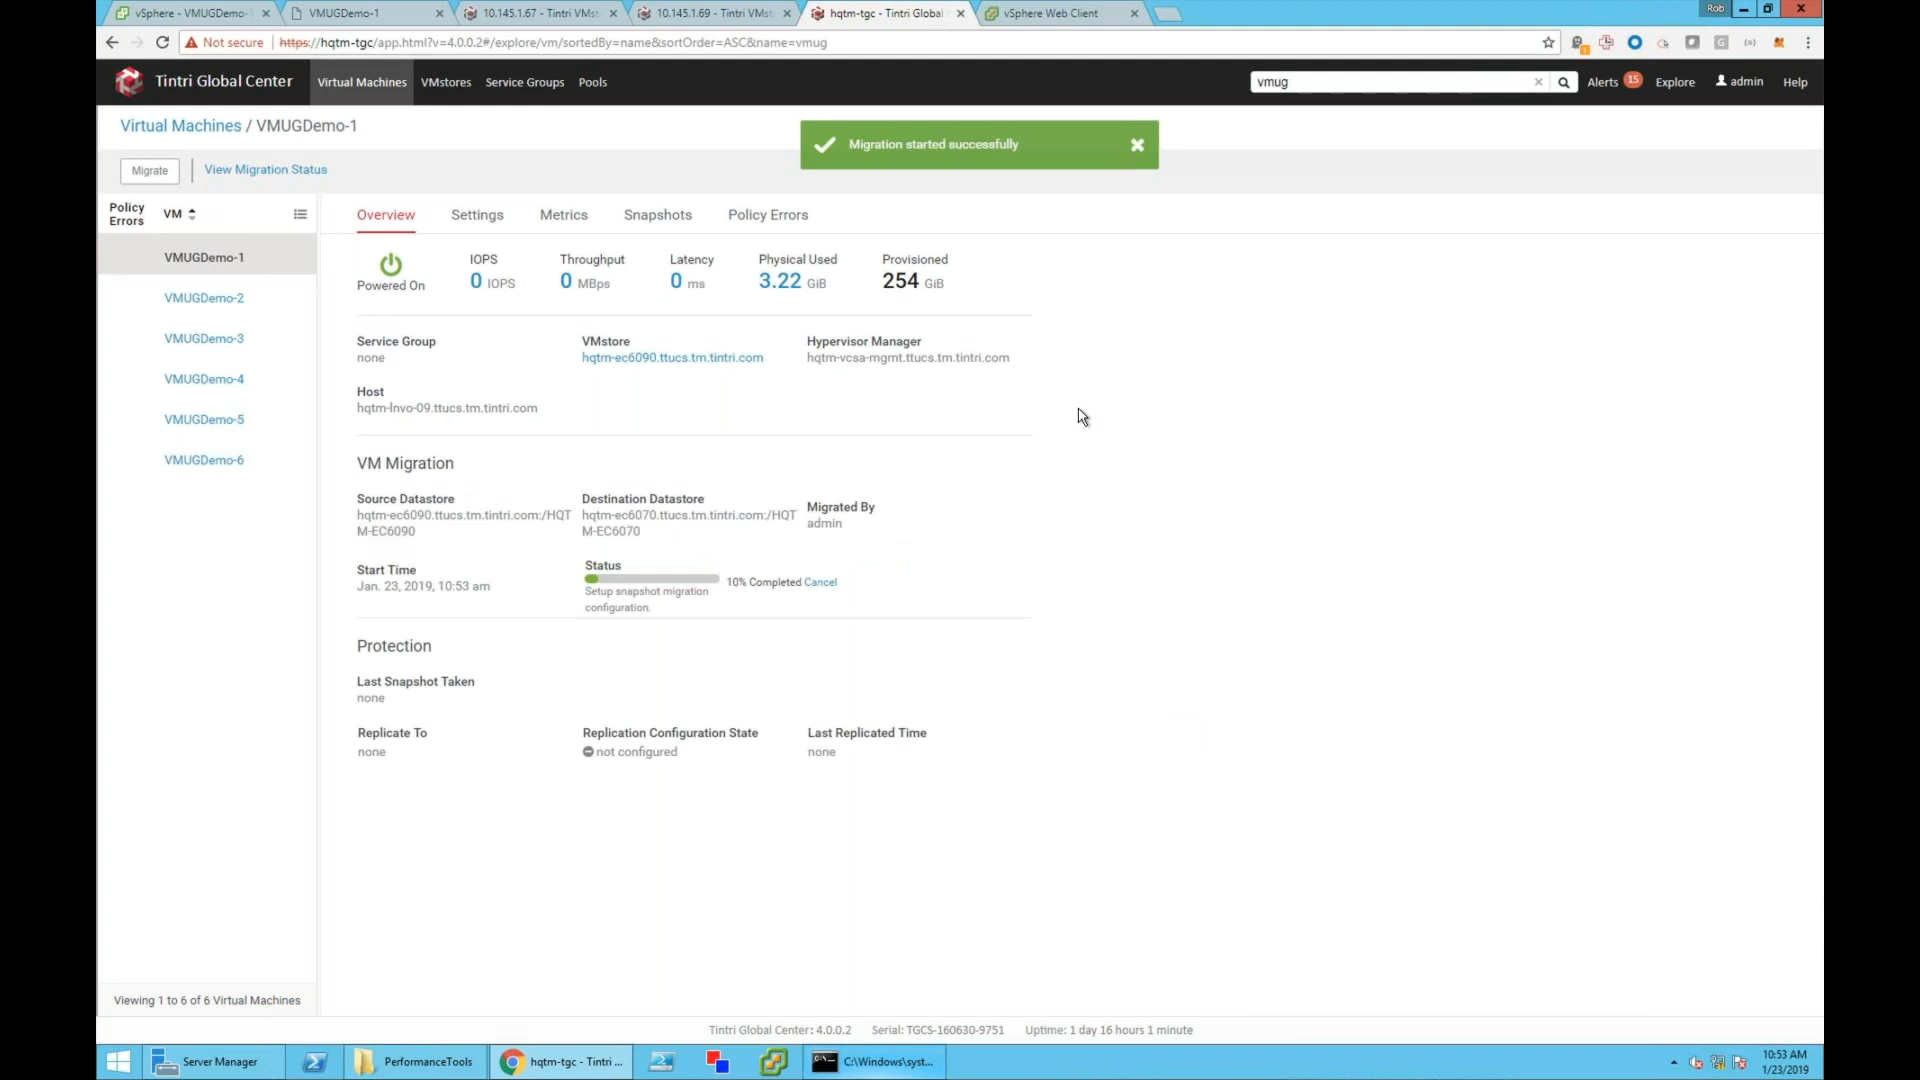 vSphere - VMUGDemo-
VMUGDemo-1
10.145.1.67 - Tintri VMst
10.145.1.69 - Tintri VMst
hqtm-tgc - Tintri Global
vSphere Web Client
Rob
Not secure
https://hqtm-tgc/app.html?v=4.0.0.2#/explore/vm/sortedBy=name&sortOrder=ASC&name=vmug
Tintri Global Center
Virtual Machines
VMstores
Service Groups
Pools
vmug
Alerts 15
Explore
admin
Help
Virtual Machines / VMUGDemo-1
Migration started successfully
Migrate
View Migration Status
Policy Errors
VM
VMUGDemo-1
VMUGDemo-2
VMUGDemo-3
VMUGDemo-4
VMUGDemo-5
VMUGDemo-6
Viewing 1 to 6 of 6 Virtual Machines
Overview
Settings
Metrics
Snapshots
Policy Errors
Powered On
IOPS
0 IOPS
Throughput
0 MBps
Latency
0 ms
Physical Used
3.22 GiB
Provisioned
254 GiB
Service Group
none
VMstore
hqtm-ec6090.ttucs.tm.tintri.com
Hypervisor Manager
hqtm-vcsa-mgmt.ttucs.tm.tintri.com
Host
hqtm-lnvo-09.ttucs.tm.tintri.com
VM Migration
Source Datastore
hqtm-ec6090.ttucs.tm.tintri.com:/HQT
M-EC6090
Destination Datastore
hqtm-ec6070.ttucs.tm.tintri.com:/HQT
M-EC6070
Migrated By
admin
Start Time
Jan. 23, 2019, 10:53 am
Status
10% Completed Cancel
Setup snapshot migration
configuration.
Protection
Last Snapshot Taken
none
Replicate To
none
Replication Configuration State
not configured
Last Replicated Time
none
Tintri Global Center: 4.0.0.2
Serial: TGCS-160630-9751
Uptime: 1 day 16 hours 1 minute
Server Manager
PerformanceTools
hqtm-tgc - Tintri ...
C:\Windows\syst...
10:53 AM
1/23/2019